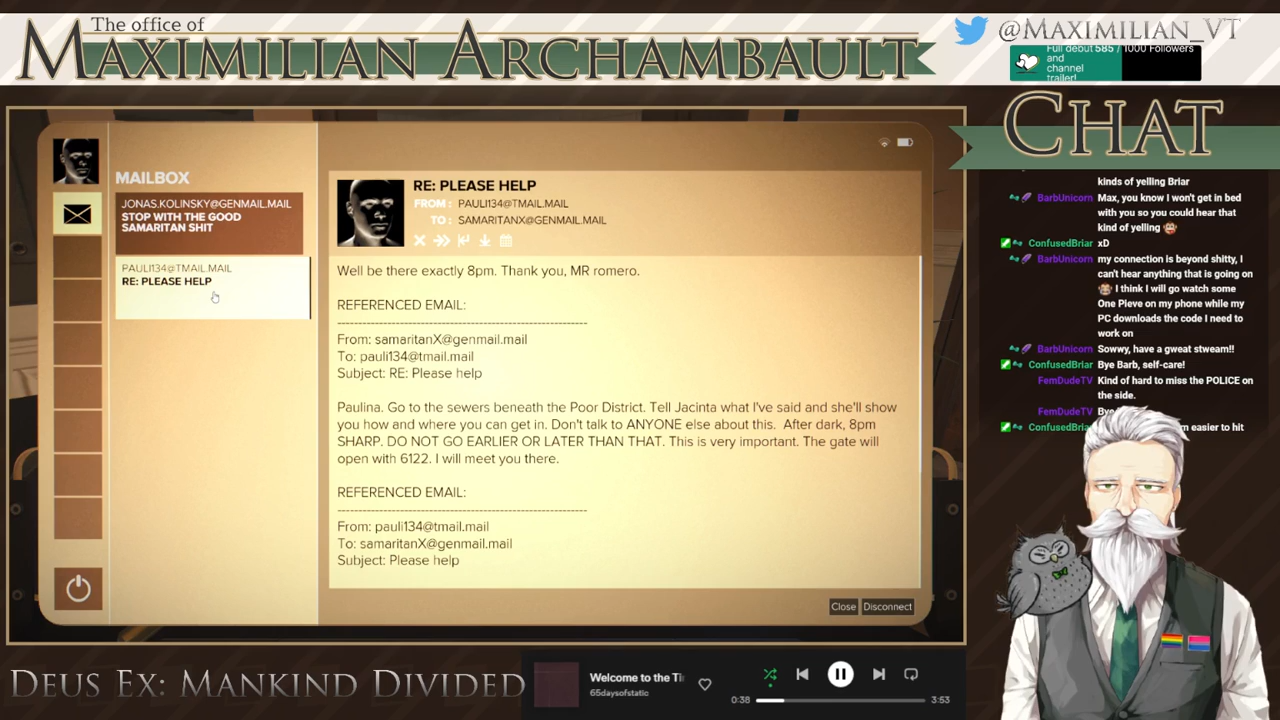 The office of
MAXIMILIAN ARCHAMBAULT
@MAXIMILIAN_VT
Full debut 585 / 1000 Followers
and
channel
trailer!
CHAT
MAILBOX
JONAS.KOLINSKY@GENMAIL.MAIL
STOP WITH THE GOOD
SAMARITAN SHIT
PAULI134@TMAIL.MAIL
RE: PLEASE HELP
RE: PLEASE HELP
FROM: PAULI134@TMAIL.MAIL
TO: SAMARITANX@GENMAIL.MAIL
Well be there exactly 8pm. Thank you, MR romero.
REFERENCED EMAIL:
------------------------------------------------------------
From: samaritanX@genmail.mail
To: pauli134@tmail.mail
Subject: RE: Please help
Paulina. Go to the sewers beneath the Poor District. Tell Jacinta what I've said and she'll show
you how and where you can get in. Don't talk to ANYONE else about this. After dark, 8pm
SHARP. DO NOT GO EARLIER OR LATER THAN THAT. This is very important. The gate will
open with 6122. I will meet you there.
REFERENCED EMAIL:
------------------------------------------------------------
From: pauli134@tmail.mail
To: samaritanX@genmail.mail
Subject: Please help
Close Disconnect
kinds of yelling Briar
BarbUnicorn Max, you know I won't get in bed
with you so you could hear that
kind of yelling
ConfusedBriar xD
BarbUnicorn my connection is beyond shitty, I
can't hear anything that is going on
I think I will go watch some
One Pieve on my phone while my
PC downloads the code I need to
work on
BarbUnicorn Sowwy, have a gweat stweam!!
ConfusedBriar Bye Barb, self-care!
FemDudeTV Kind of hard to miss the POLICE on
the side.
FemDudeTV
easier to hit
DEUS EX: MANKIND DIVIDED
Welcome to the
65daysofstatic
0:38
3:53